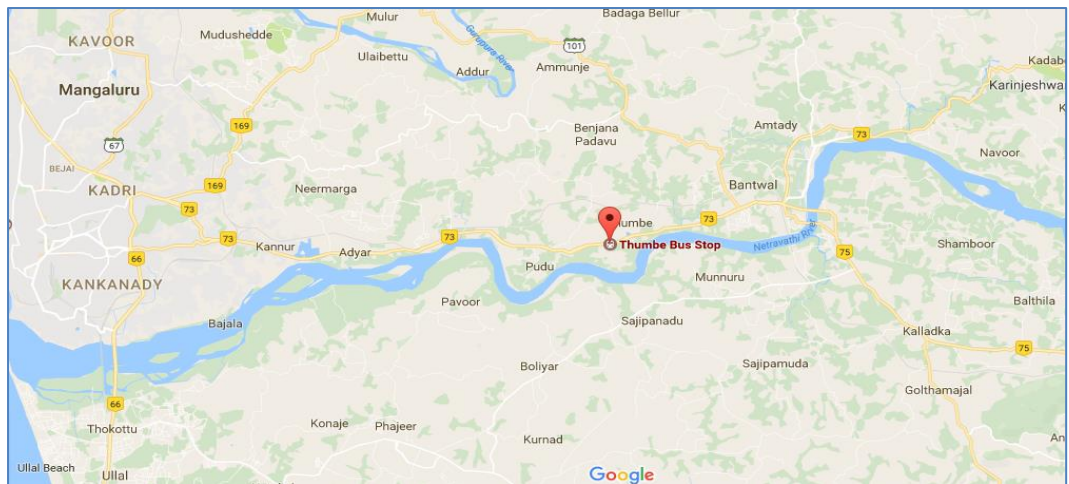 Badaga Bellur
Mulur
KAVOOR
Mudushedde
Gurupura River
101
Ulaibettu
Addur
Ammunje
Karinjeshwa
Mangaluru
169
Benjana
Padavu
Amtady
73
67
Navoor
BEJAI
KADRI
169
Neermarga
Bantwal
73
humbe
73
73
Kannur
73
Adyar
Thumbe Bus Stop
Netravathi River
Shamboor
66
Pudu
75
KANKANADY
Munnuru
Pavoor
Balthila
Bajala
Sajipanadu
Kalladka
75
Boliyar
Sajipamuda
Golthamajal
66
Konaje
Phajeer
Thokottu
Kurnad
Ullal Beach
Ullal
Google